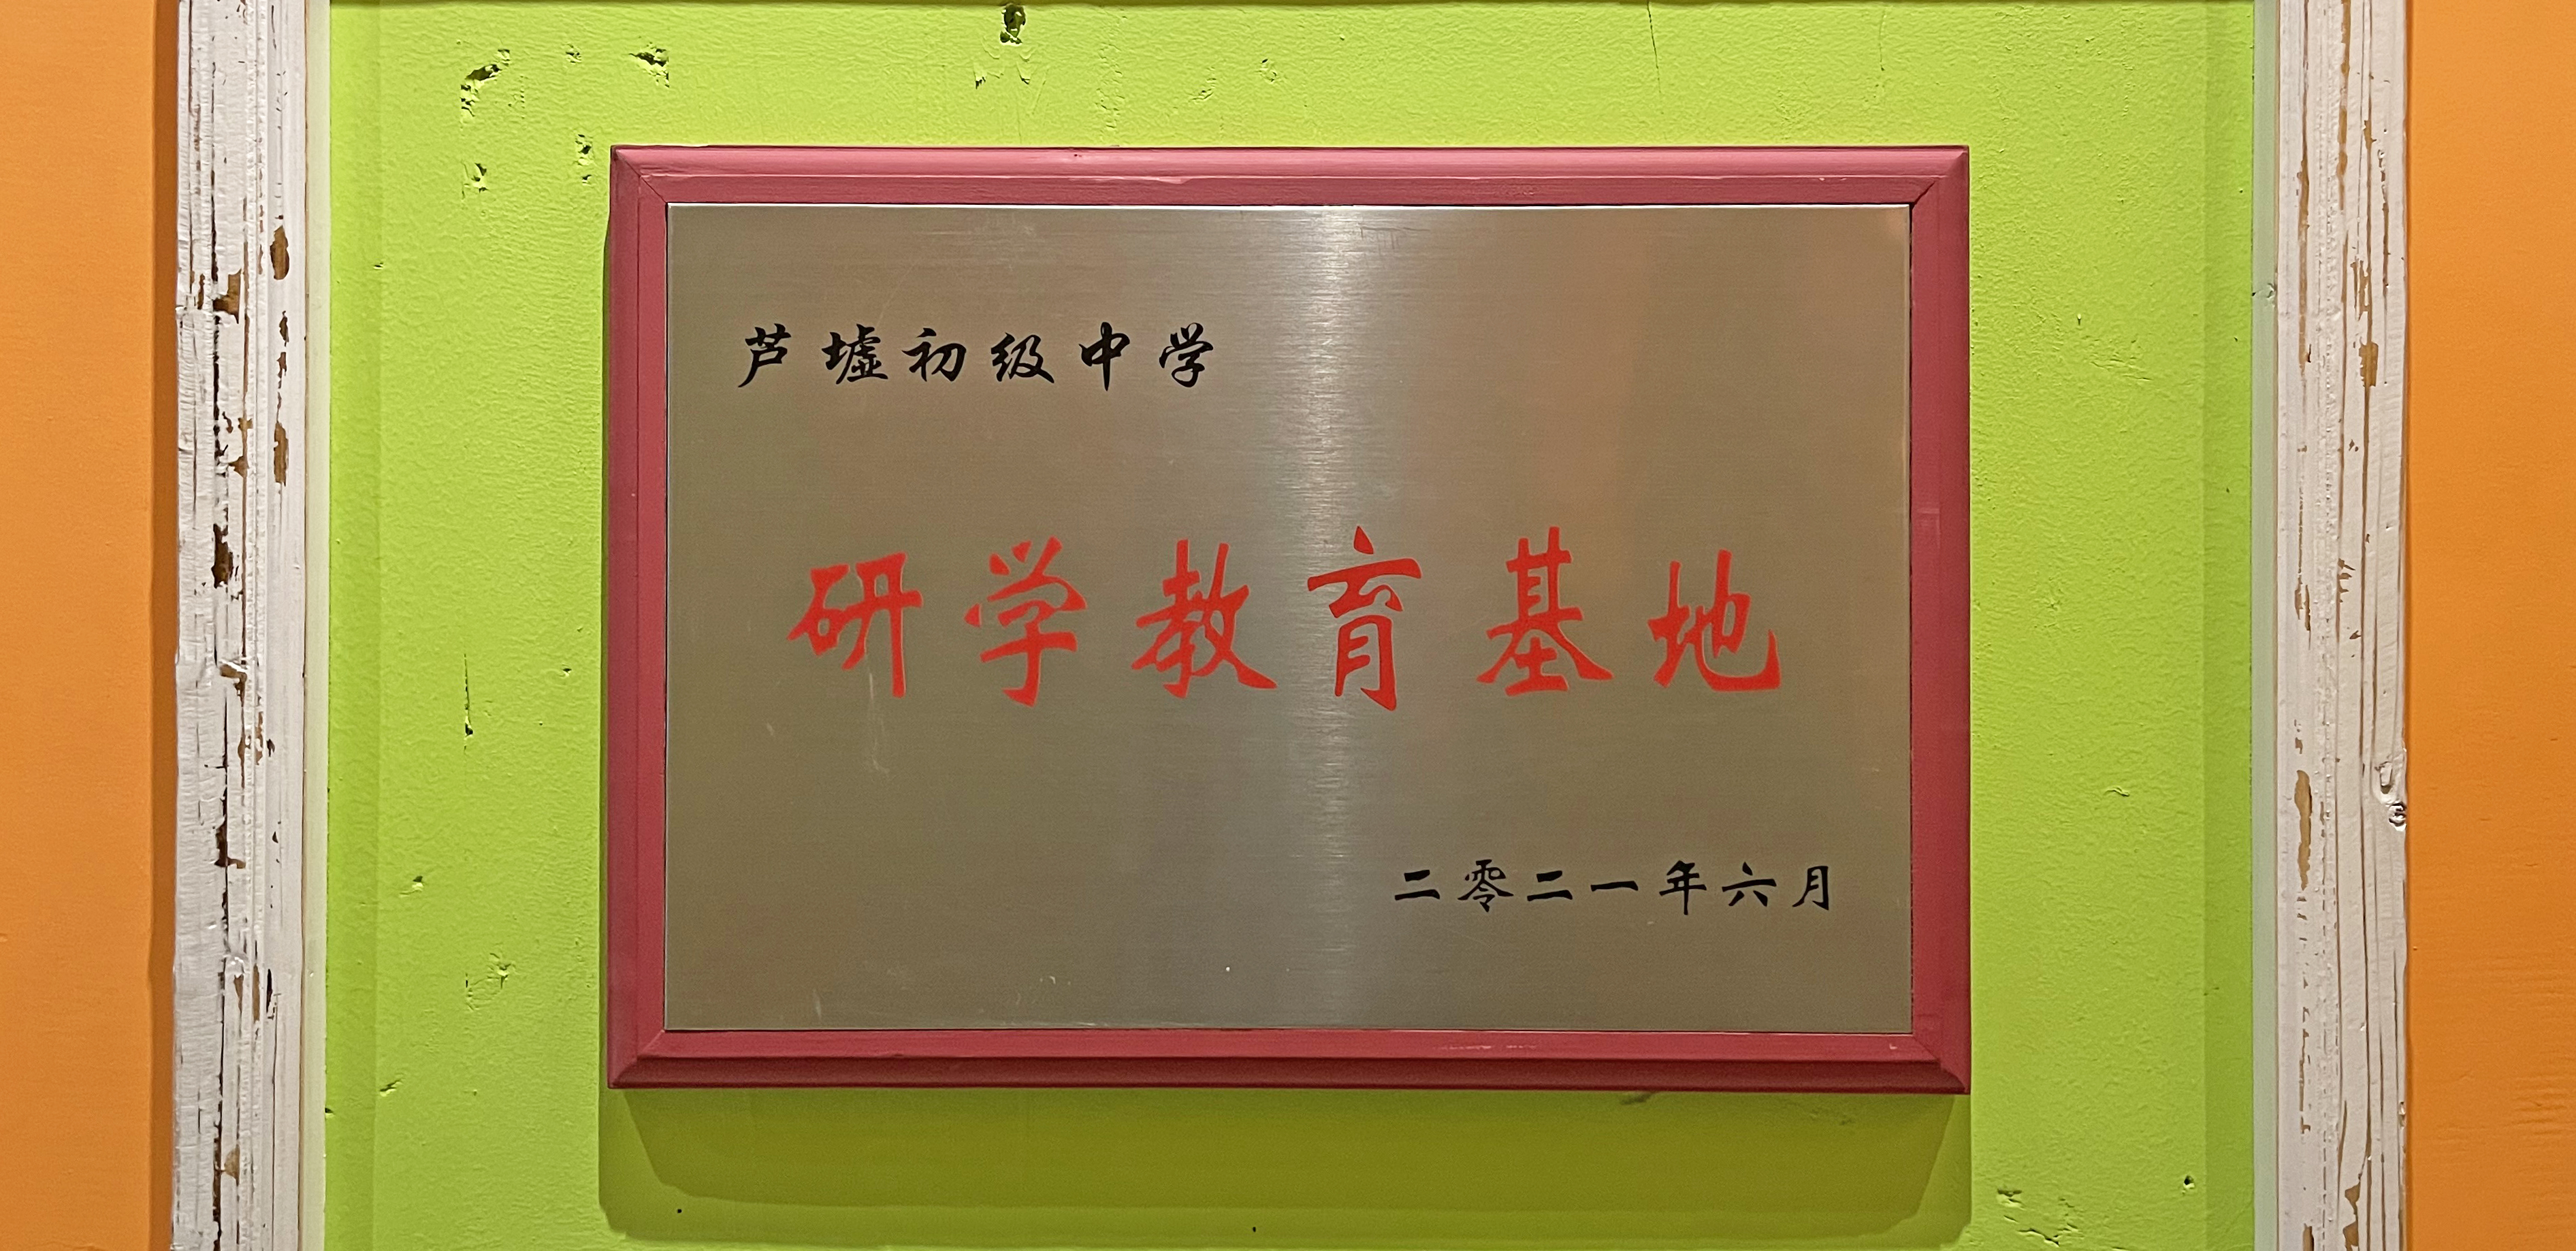 芦墟初级中学
研学教育基地
二零二一年六月